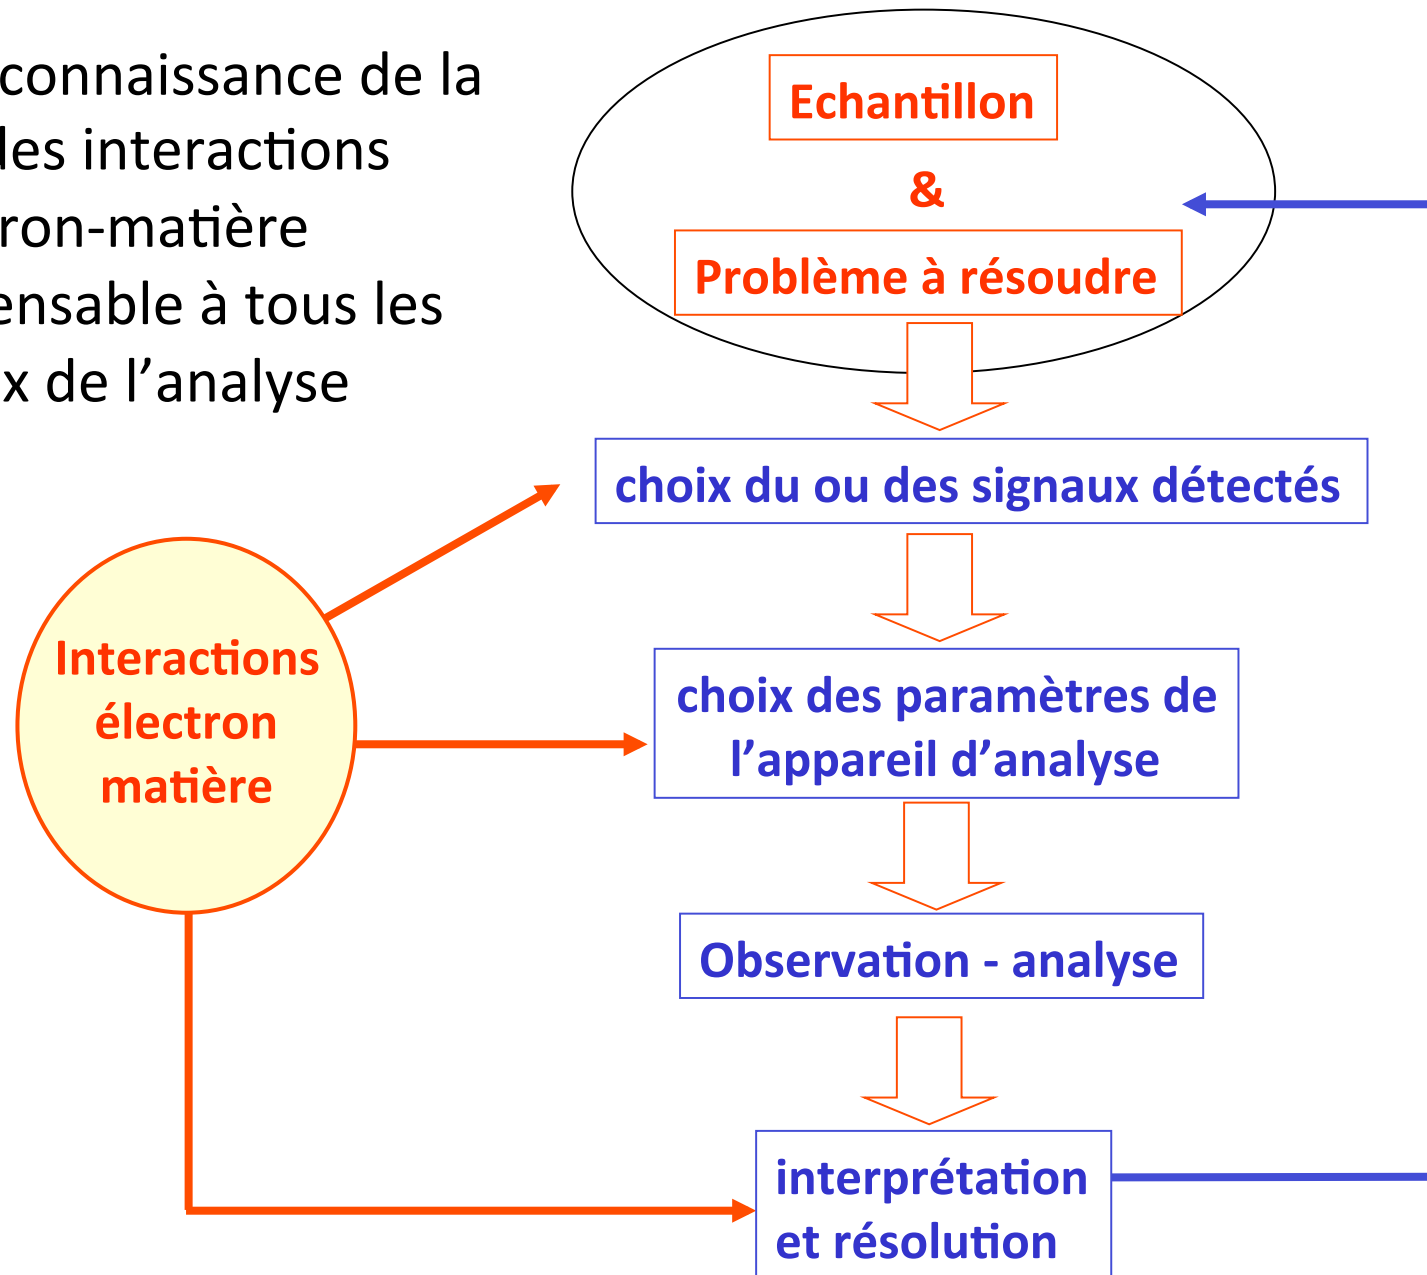 connaissance de la
des interactions
ron-matière
ensable à tous les
x de l’analyse
Echantillon
&
Problème à résoudre
choix du ou des signaux détectés
Interactions
électron
matière
choix des paramètres de
l’appareil d’analyse
Observation - analyse
interprétation
et résolution